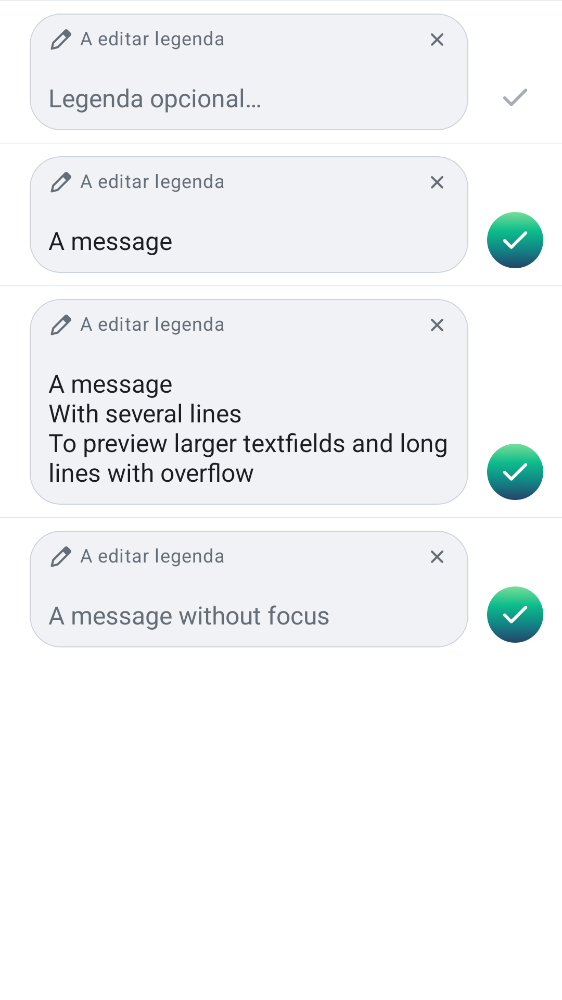 A editar legenda
Legenda opcional…
A editar legenda
A message
A editar legenda
A message
With several lines
To preview larger textfields and long
lines with overflow
A editar legenda
A message without focus